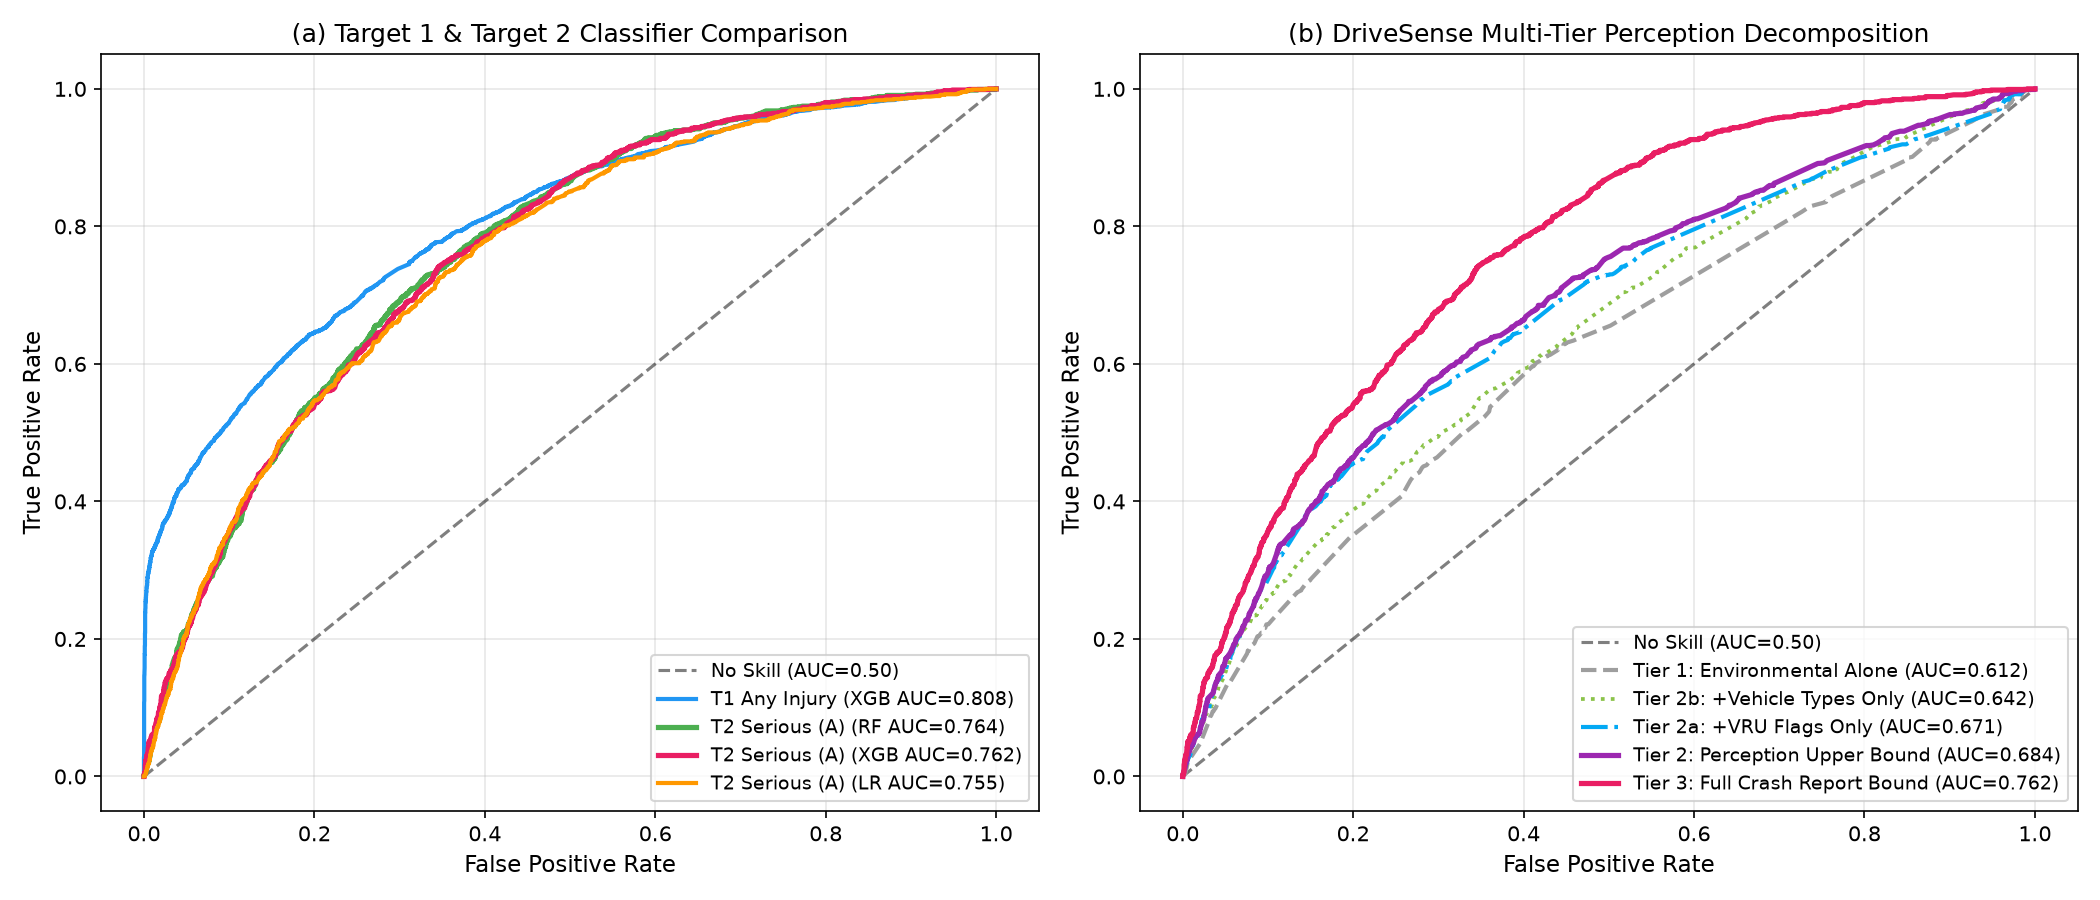 (a) Target 1 & Target 2 Classifier Comparison
True Positive Rate
1.0
0.8
0.6
0.4
0.2
0.0
No Skill (AUC=0.50)
T1 Any Injury (XGB AUC=0.808)
T2 Serious (A) (RF AUC=0.764)
T2 Serious (A) (XGB AUC=0.762)
T2 Serious (A) (LR AUC=0.755)
0.0 0.2 0.4 0.6 0.8 1.0
False Positive Rate
(b) DriveSense Multi-Tier Perception Decomposition
True Positive Rate
1.0
0.8
0.6
0.4
0.2
0.0
No Skill (AUC=0.50)
Tier 1: Environmental Alone (AUC=0.612)
Tier 2b: +Vehicle Types Only (AUC=0.642)
Tier 2a: +VRU Flags Only (AUC=0.671)
Tier 2: Perception Upper Bound (AUC=0.684)
Tier 3: Full Crash Report Bound (AUC=0.762)
0.0 0.2 0.4 0.6 0.8 1.0
False Positive Rate